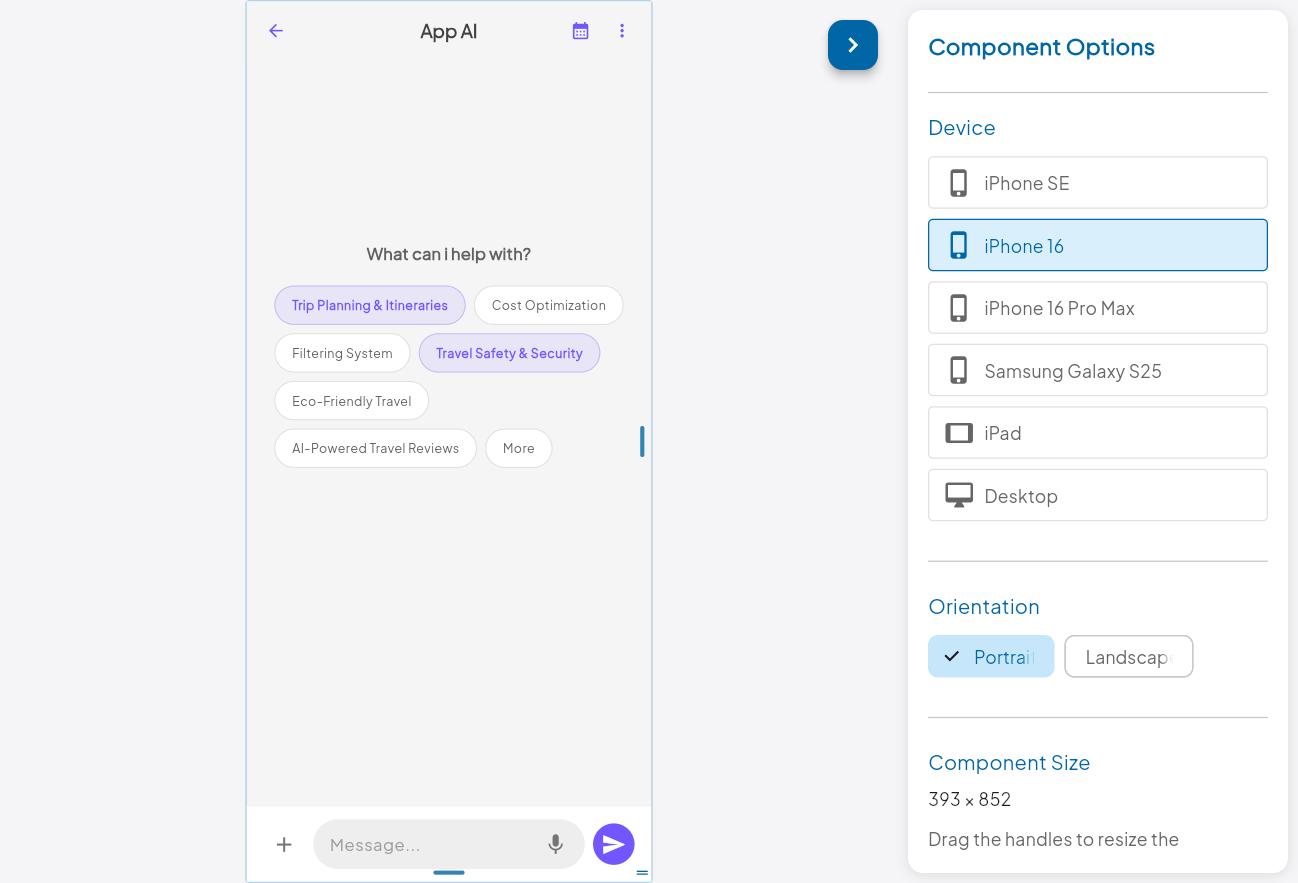 App AI
What can i help with?
Trip Planning & Itineraries
Cost Optimization
Filtering System
Travel Safety & Security
Eco-Friendly Travel
AI-Powered Travel Reviews
More
Message...
Component Options
Device
iPhone SE
iPhone 16
iPhone 16 Pro Max
Samsung Galaxy S25
iPad
Desktop
Orientation
Portrait
Landscape
Component Size
393 × 852
Drag the handles to resize the